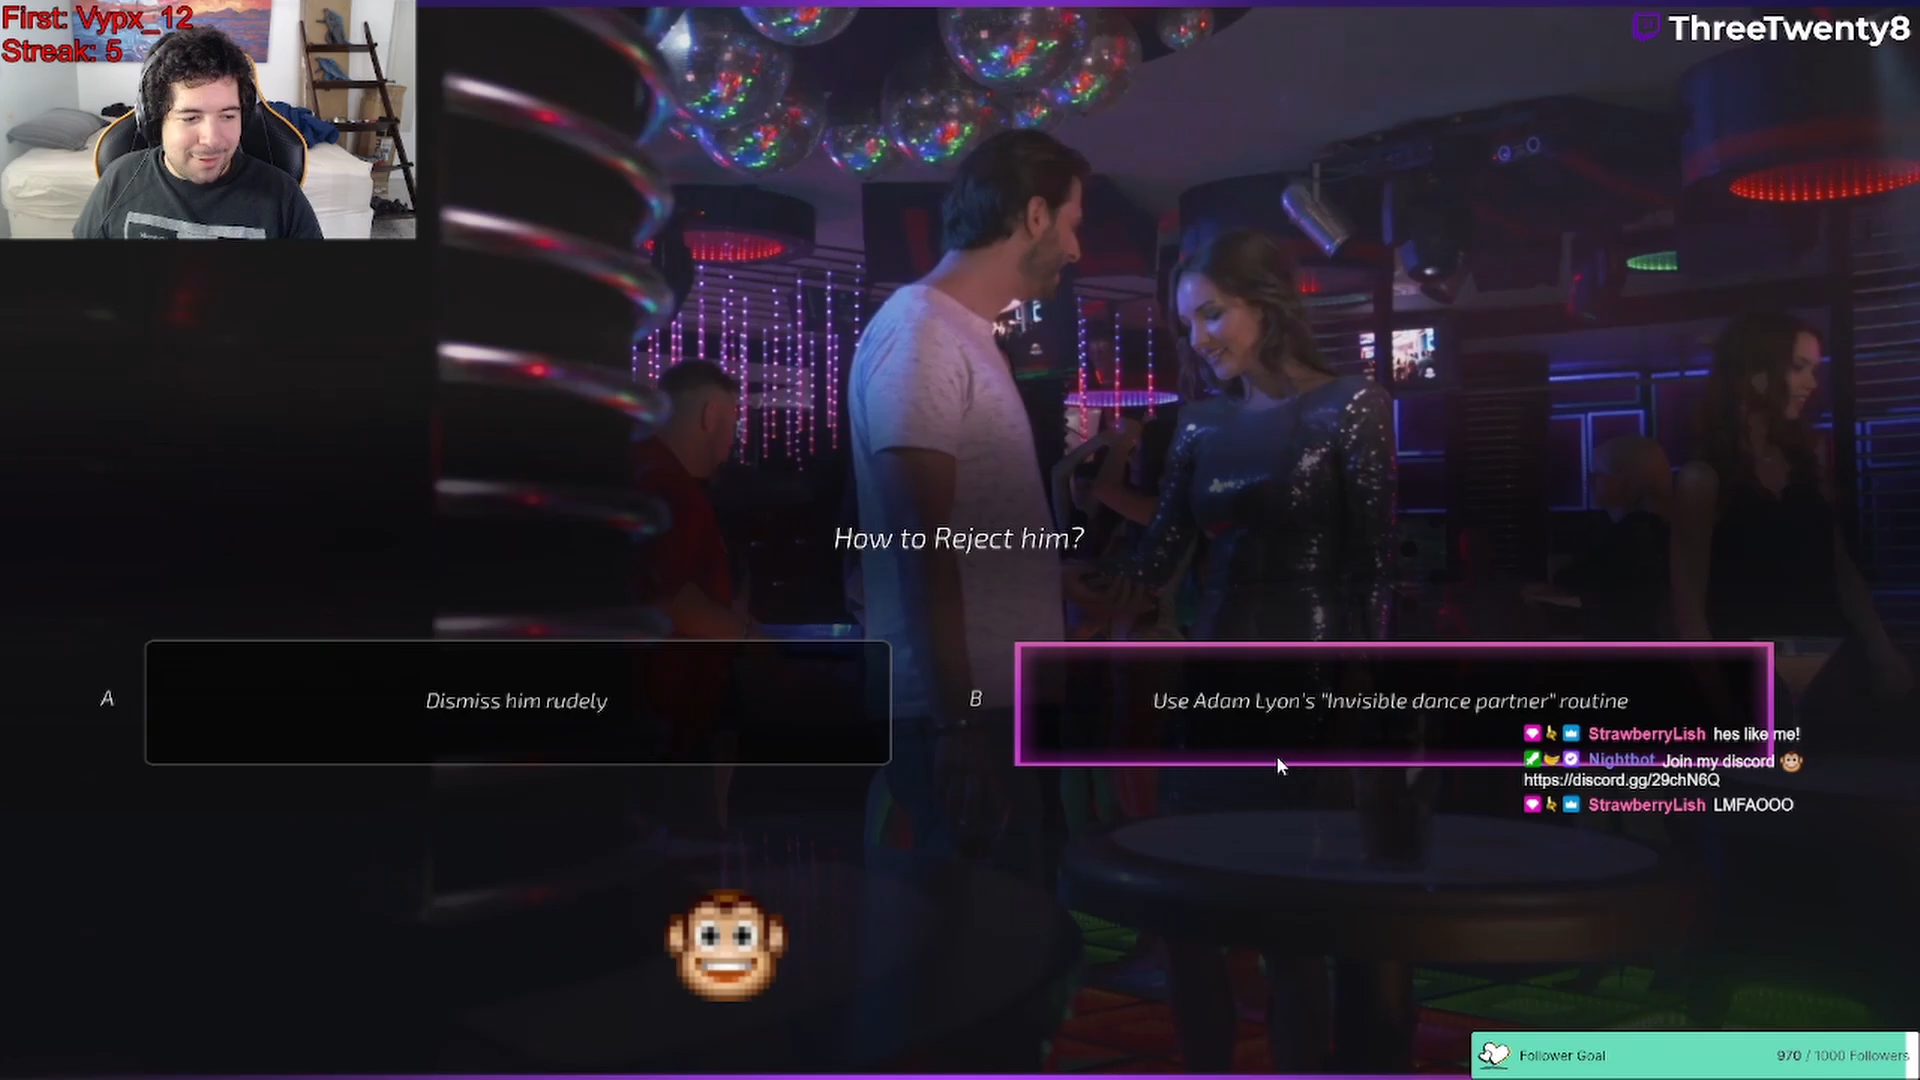 First: Vypx_12
Streak: 5
ThreeTwenty8
How to Reject him?
A
Dismiss him rudely
B
Use Adam Lyon's "Invisible dance partner" routine
StrawberryLish hes like me!
Nightbot Join my discord
https://discord.gg/29chN6Q
StrawberryLish LMFAOOO
Follower Goal
970 / 1000 Followers